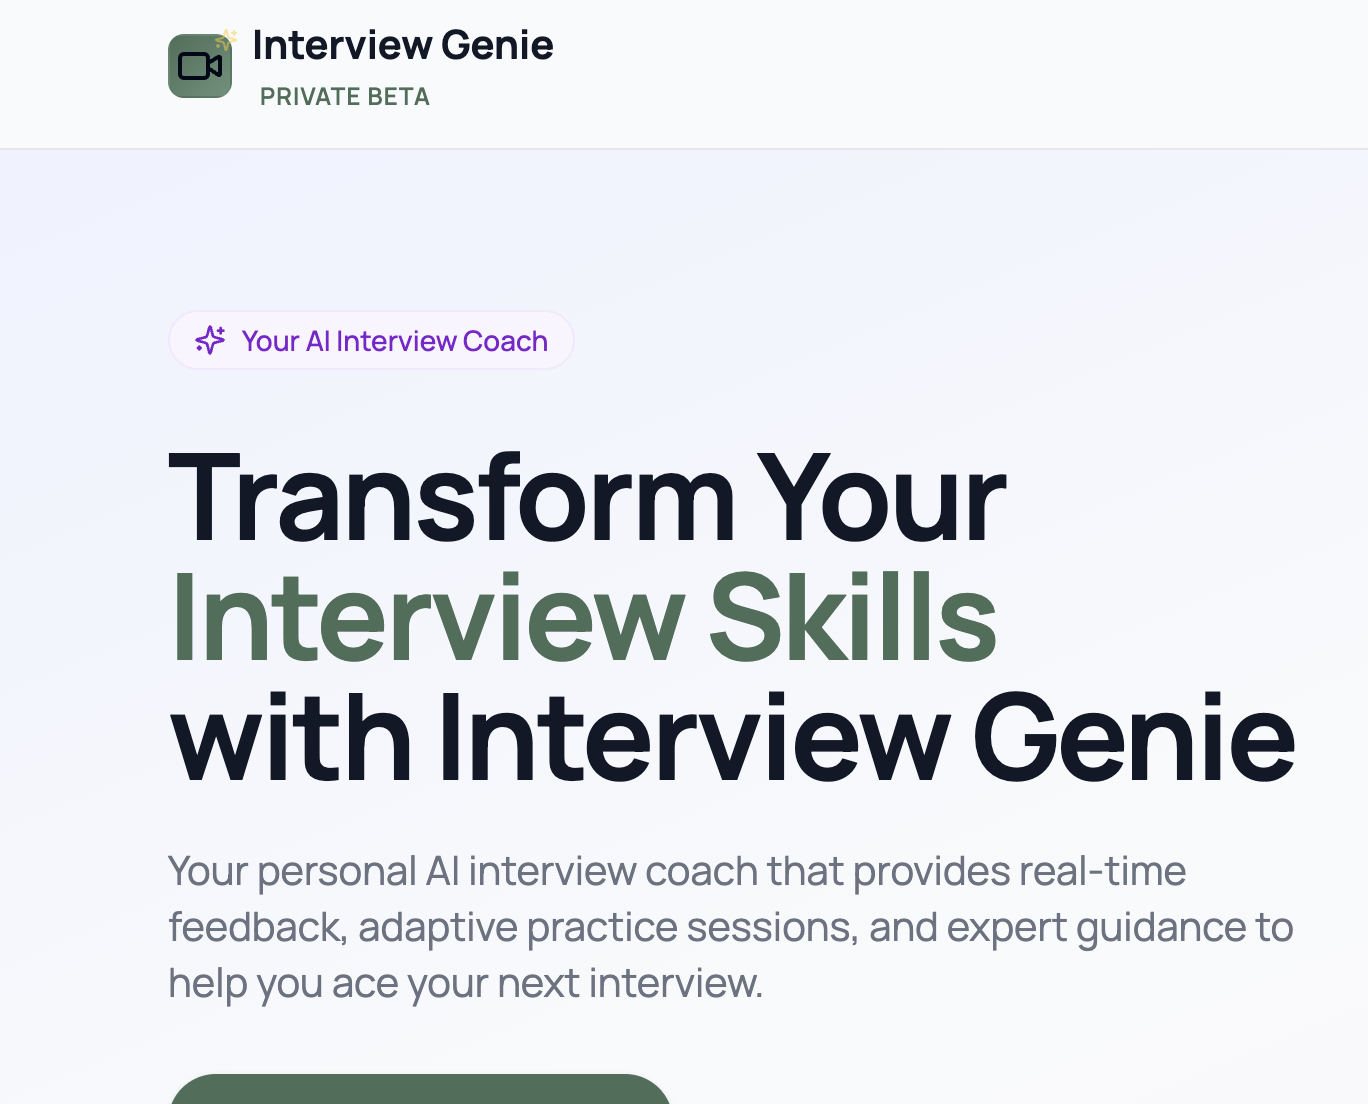 Interview Genie
PRIVATE BETA
Your AI Interview Coach
Transform Your
Interview Skills
with Interview Genie
Your personal AI interview coach that provides real-time
feedback, adaptive practice sessions, and expert guidance to
help you ace your next interview.